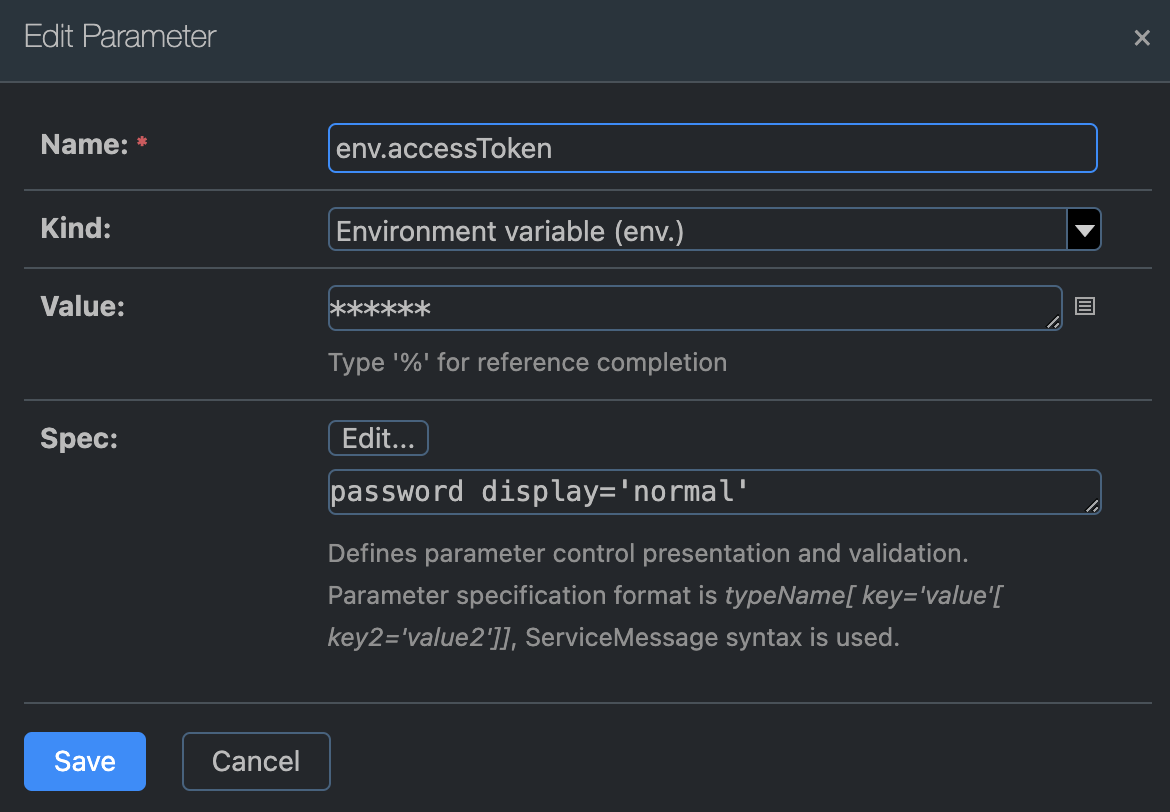 Edit Parameter ×
Name: *
env.accessToken
Kind:
Environment variable (env.)
Value:
******
Type '%' for reference completion
Spec:
Edit...
password display='normal'
Defines parameter control presentation and validation.
Parameter specification format is typeName[ key='value'[
key2='value2']], ServiceMessage syntax is used.
Save
Cancel